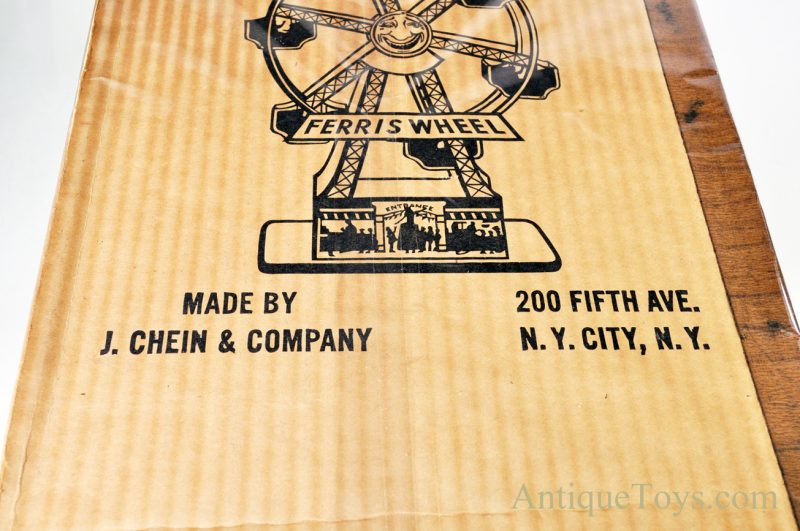 FERRIS WHEEL
ENTRANCE
MADE BY
J. CHEIN & COMPANY
200 FIFTH AVE.
N. Y. CITY, N. Y.
AntiqueToys.com